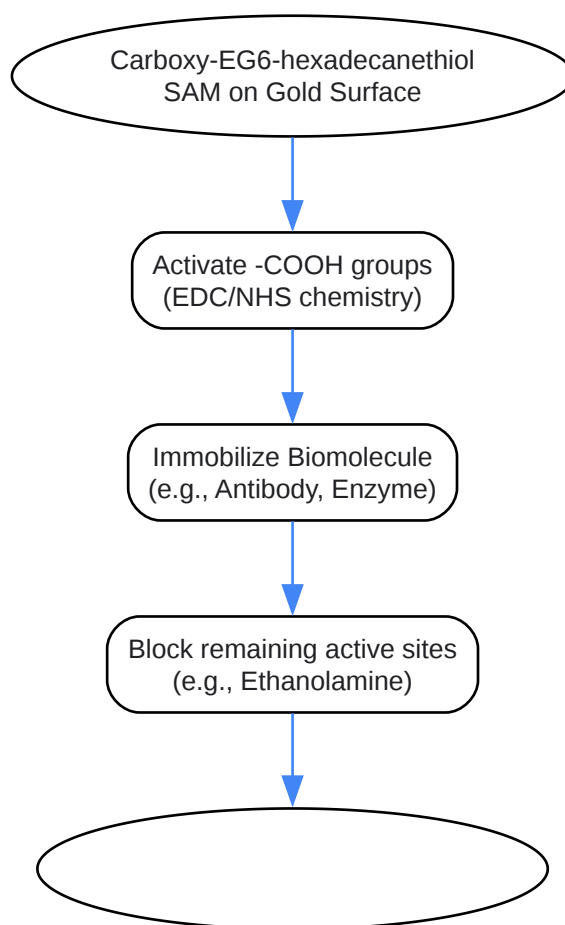 Carboxy-EG6-hexadecanethiol
SAM on Gold Surface
Activate -COOH groups
(EDC/NHS chemistry)
Immobilize Biomolecule
(e.g., Antibody, Enzyme)
Block remaining active sites
(e.g., Ethanolamine)